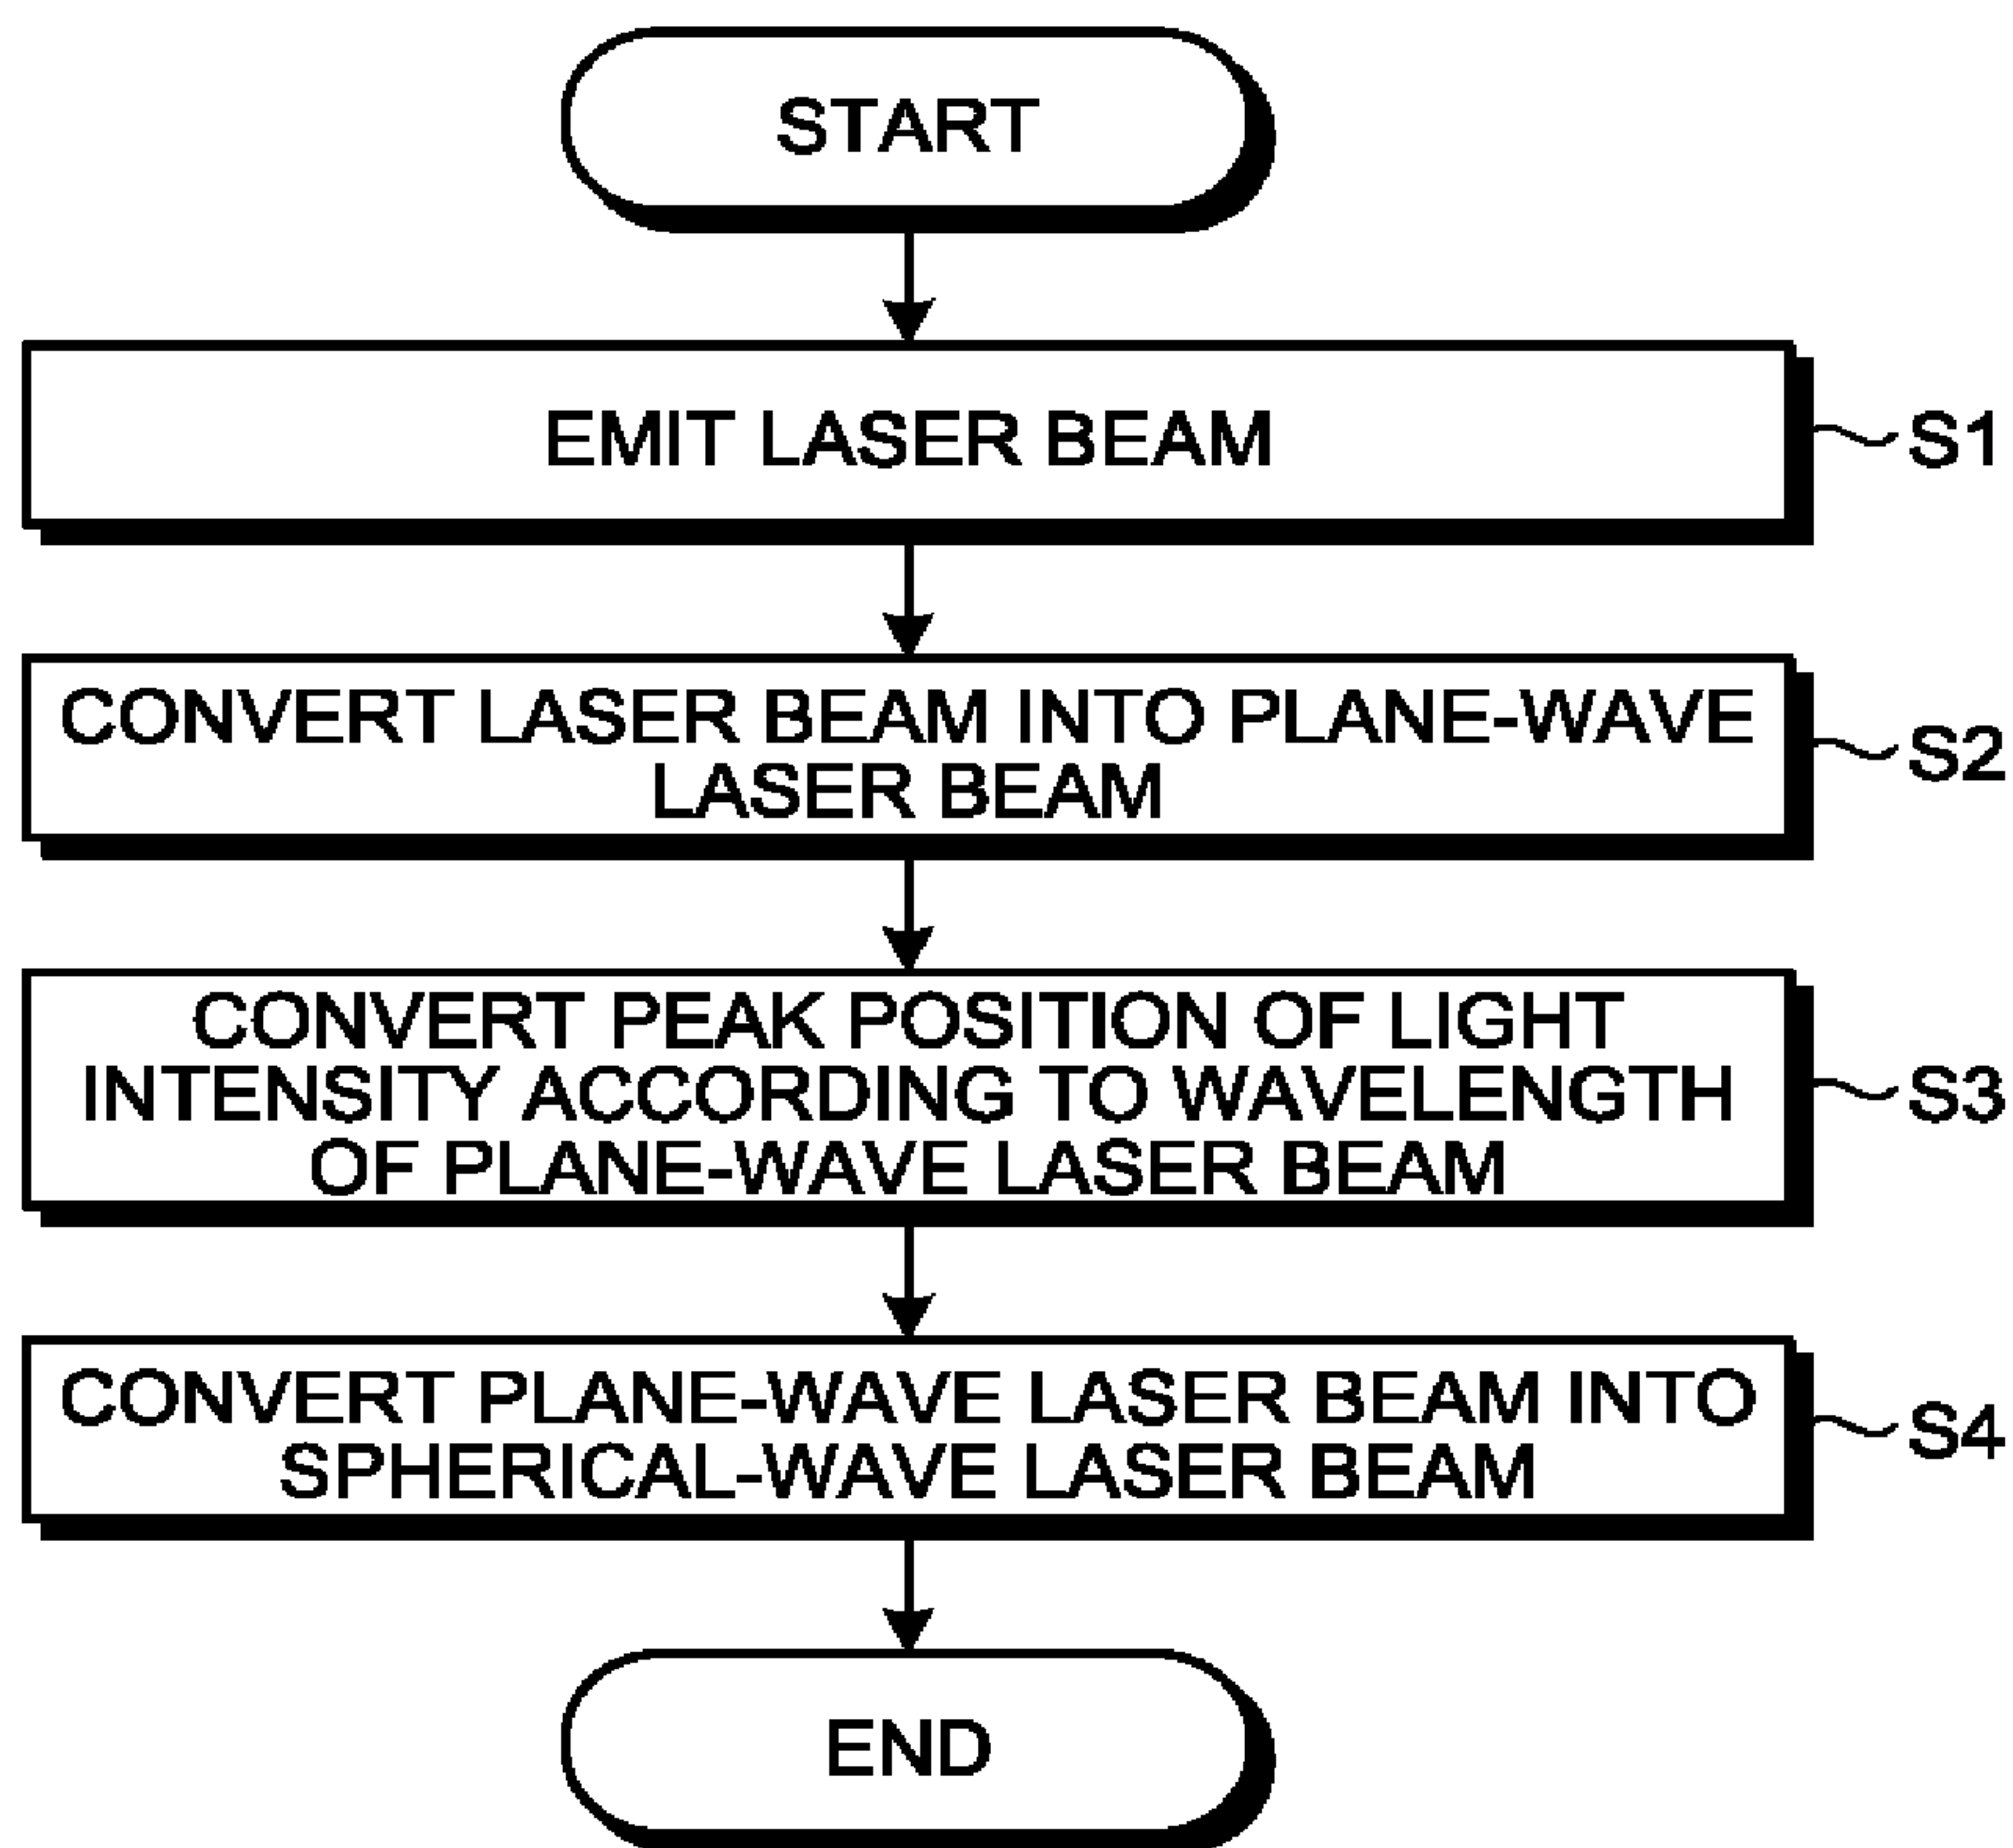 START
EMIT LASER BEAM
S1
CONVERT LASER BEAM INTO PLANE-WAVE
LASER BEAM
S2
CONVERT PEAK POSITION OF LIGHT
INTENSITY ACCORDING TO WAVELENGTH
OF PLANE-WAVE LASER BEAM
S3
CONVERT PLANE-WAVE LASER BEAM INTO
SPHERICAL-WAVE LASER BEAM
S4
END